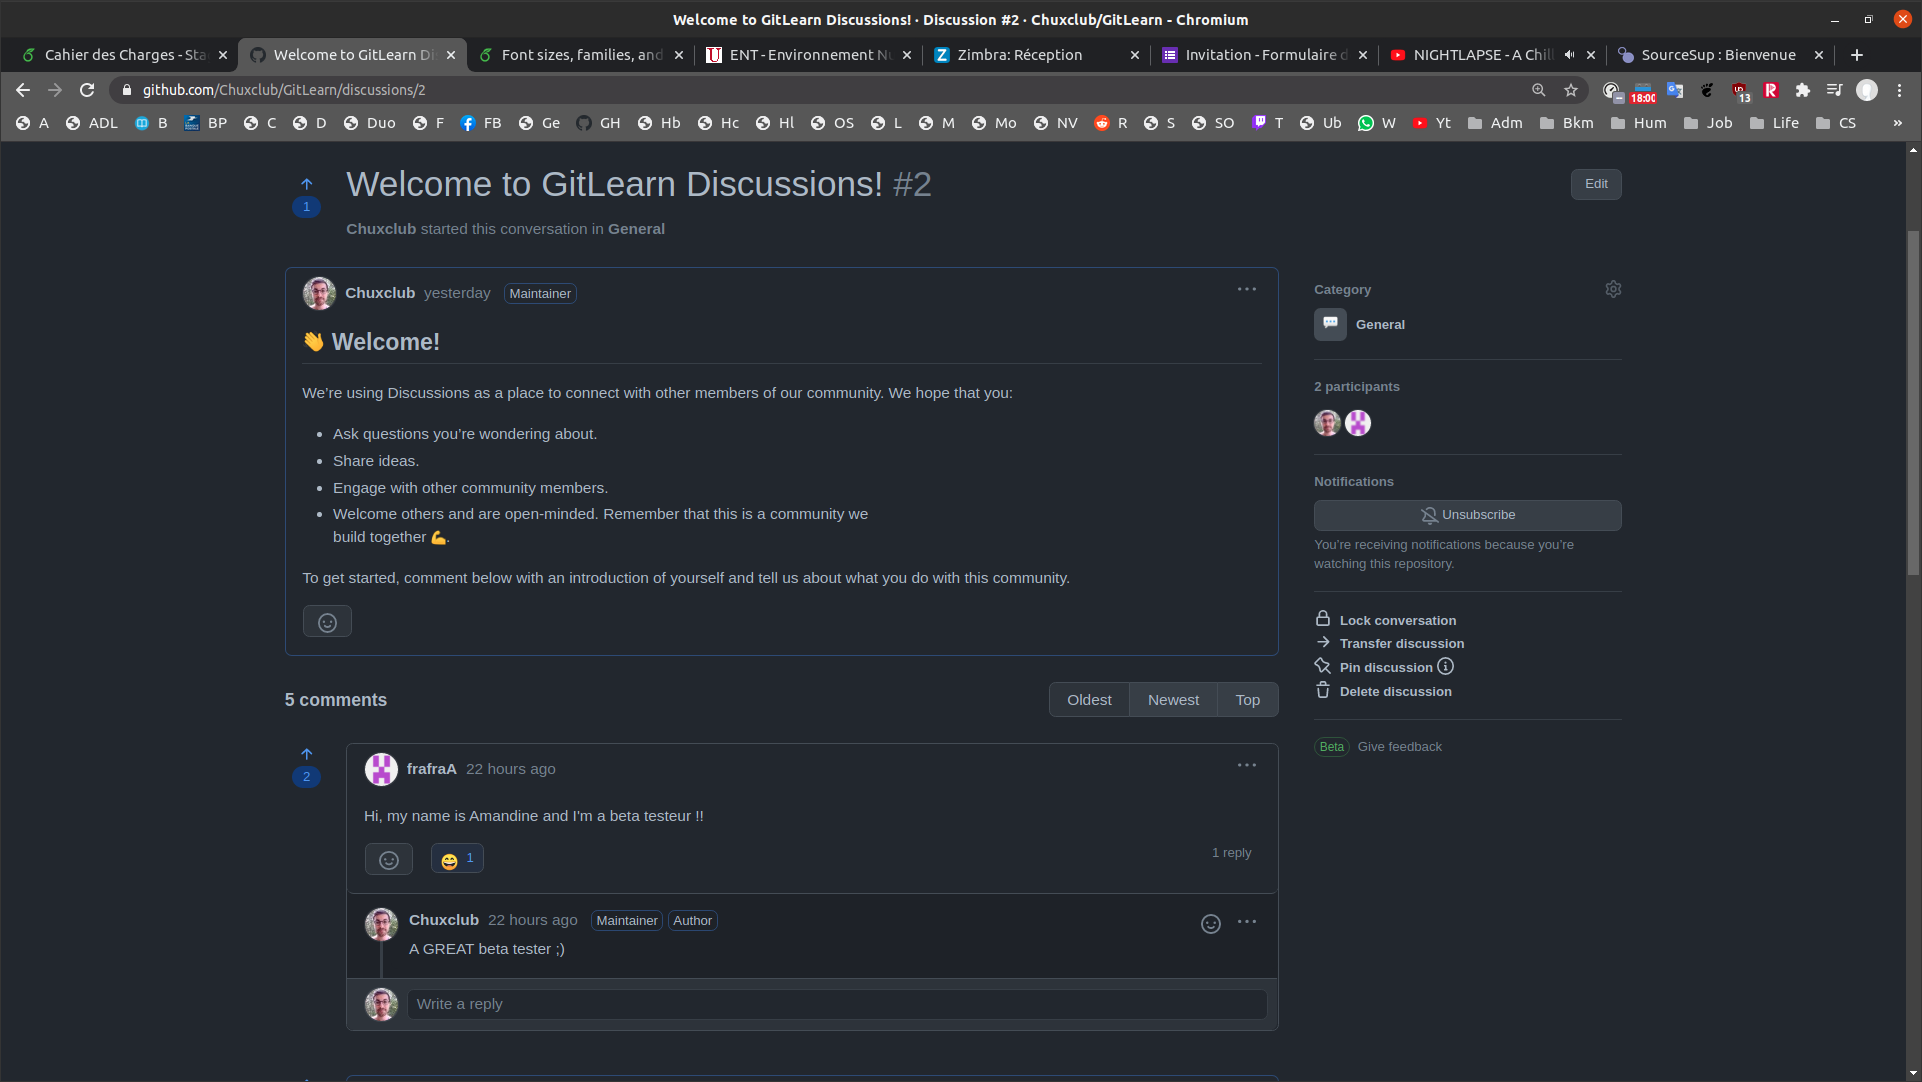 Welcome to GitLearn Discussions! · Discussion #2 · Chuxclub/GitLearn - Chromium
Cahier des Charges - Sta
Welcome to GitLearn Di
Font sizes, families, and
ENT - Environnement Nu
Zimbra: Réception
Invitation - Formulaire d
NIGHTLAPSE - A Chill
SourceSup : Bienvenue
github.com/Chuxclub/GitLearn/discussions/2
18:00
13
A ADL B BP C D Duo F FB Ge GH Hb Hc Hl OS L M Mo NV R S SO T Ub W Yt Adm Bkm Hum Job Life CS »
Welcome to GitLearn Discussions! #2
Edit
1
Chuxclub started this conversation in General
Chuxclub yesterday Maintainer
👋 Welcome!
We're using Discussions as a place to connect with other members of our community. We hope that you:
• Ask questions you're wondering about.
• Share ideas.
• Engage with other community members.
• Welcome others and are open-minded. Remember that this is a community we
build together 💪.
To get started, comment below with an introduction of yourself and tell us about what you do with this community.
5 comments
Oldest Newest Top
2
frafraA 22 hours ago
Hi, my name is Amandine and I'm a beta testeur !!
😄 1
1 reply
Chuxclub 22 hours ago Maintainer Author
A GREAT beta tester ;)
Write a reply
Category
General
2 participants
Notifications
Unsubscribe
You're receiving notifications because you're
watching this repository.
Lock conversation
Transfer discussion
Pin discussion
Delete discussion
Beta Give feedback